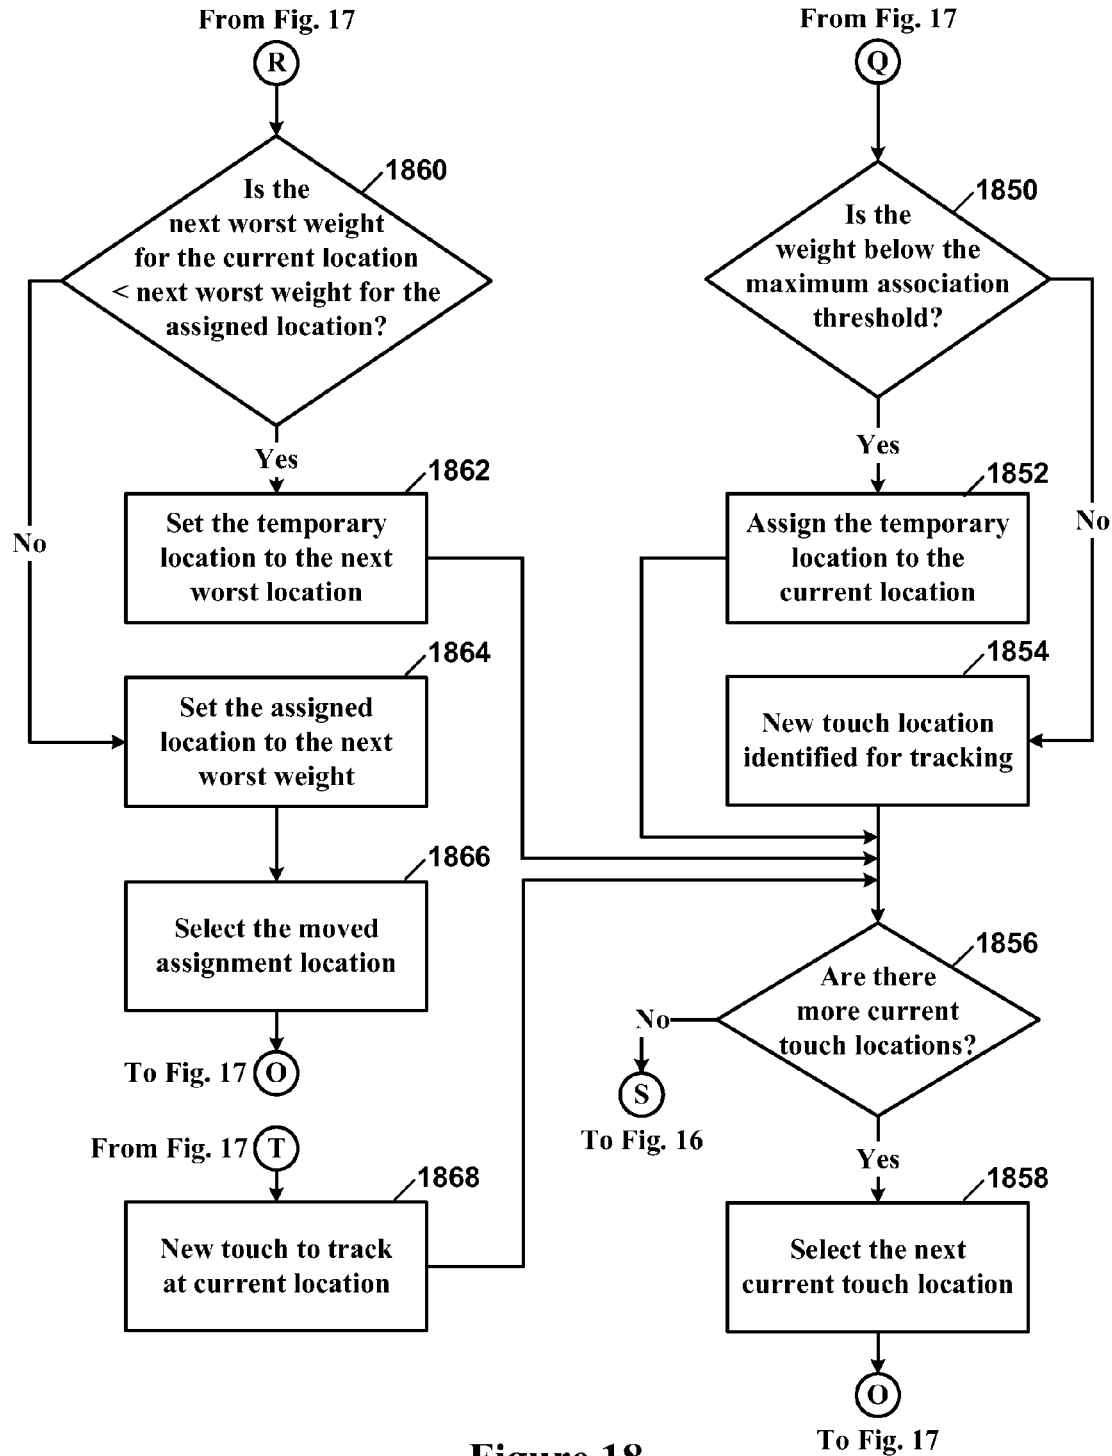 From Fig. 17
R
1860
Is the
next worst weight
for the current location
< next worst weight for the
assigned location?
Yes
No
1862
Set the temporary
location to the next
worst location
1864
Set the assigned
location to the next
worst weight
1866
Select the moved
assignment location
To Fig. 17 O
From Fig. 17 T
1868
New touch to track
at current location
From Fig. 17
Q
1850
Is the
weight below the
maximum association
threshold?
Yes
No
1852
Assign the temporary
location to the
current location
1854
New touch location
identified for tracking
1856
Are there
more current
touch locations?
No
S
To Fig. 16
Yes
1858
Select the next
current touch location
O
To Fig. 17
Figure 18